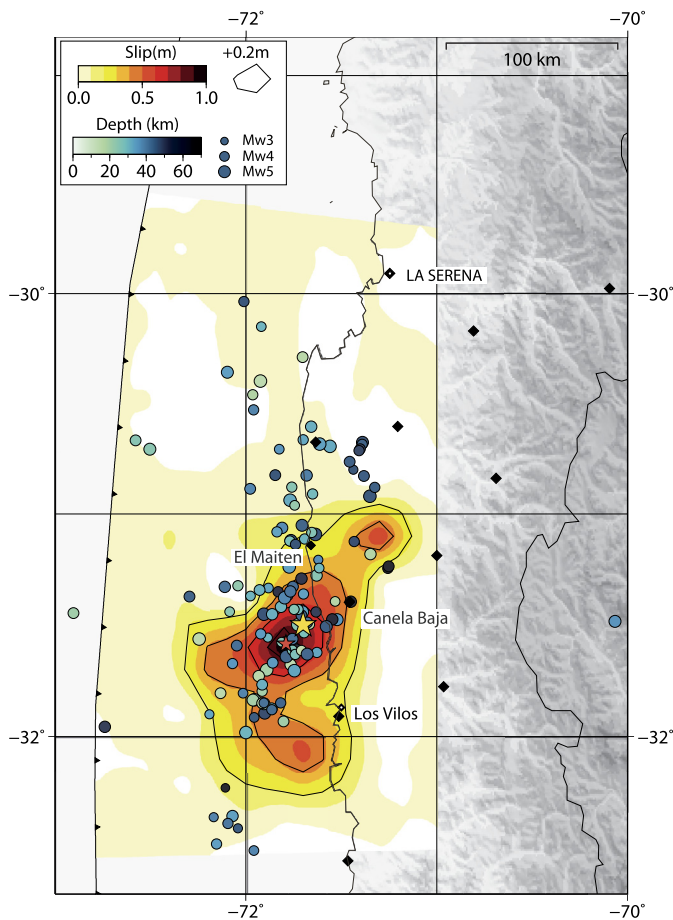 −72° −70°
Slip(m) +0.2m
0.0 0.5 1.0
100 km
Depth (km)
0 20 40 60
Mw3
Mw4
Mw5
LA SERENA
−30° −30°
El Maiten
Canela Baja
Los Vilos
−32° −32°
−72° −70°